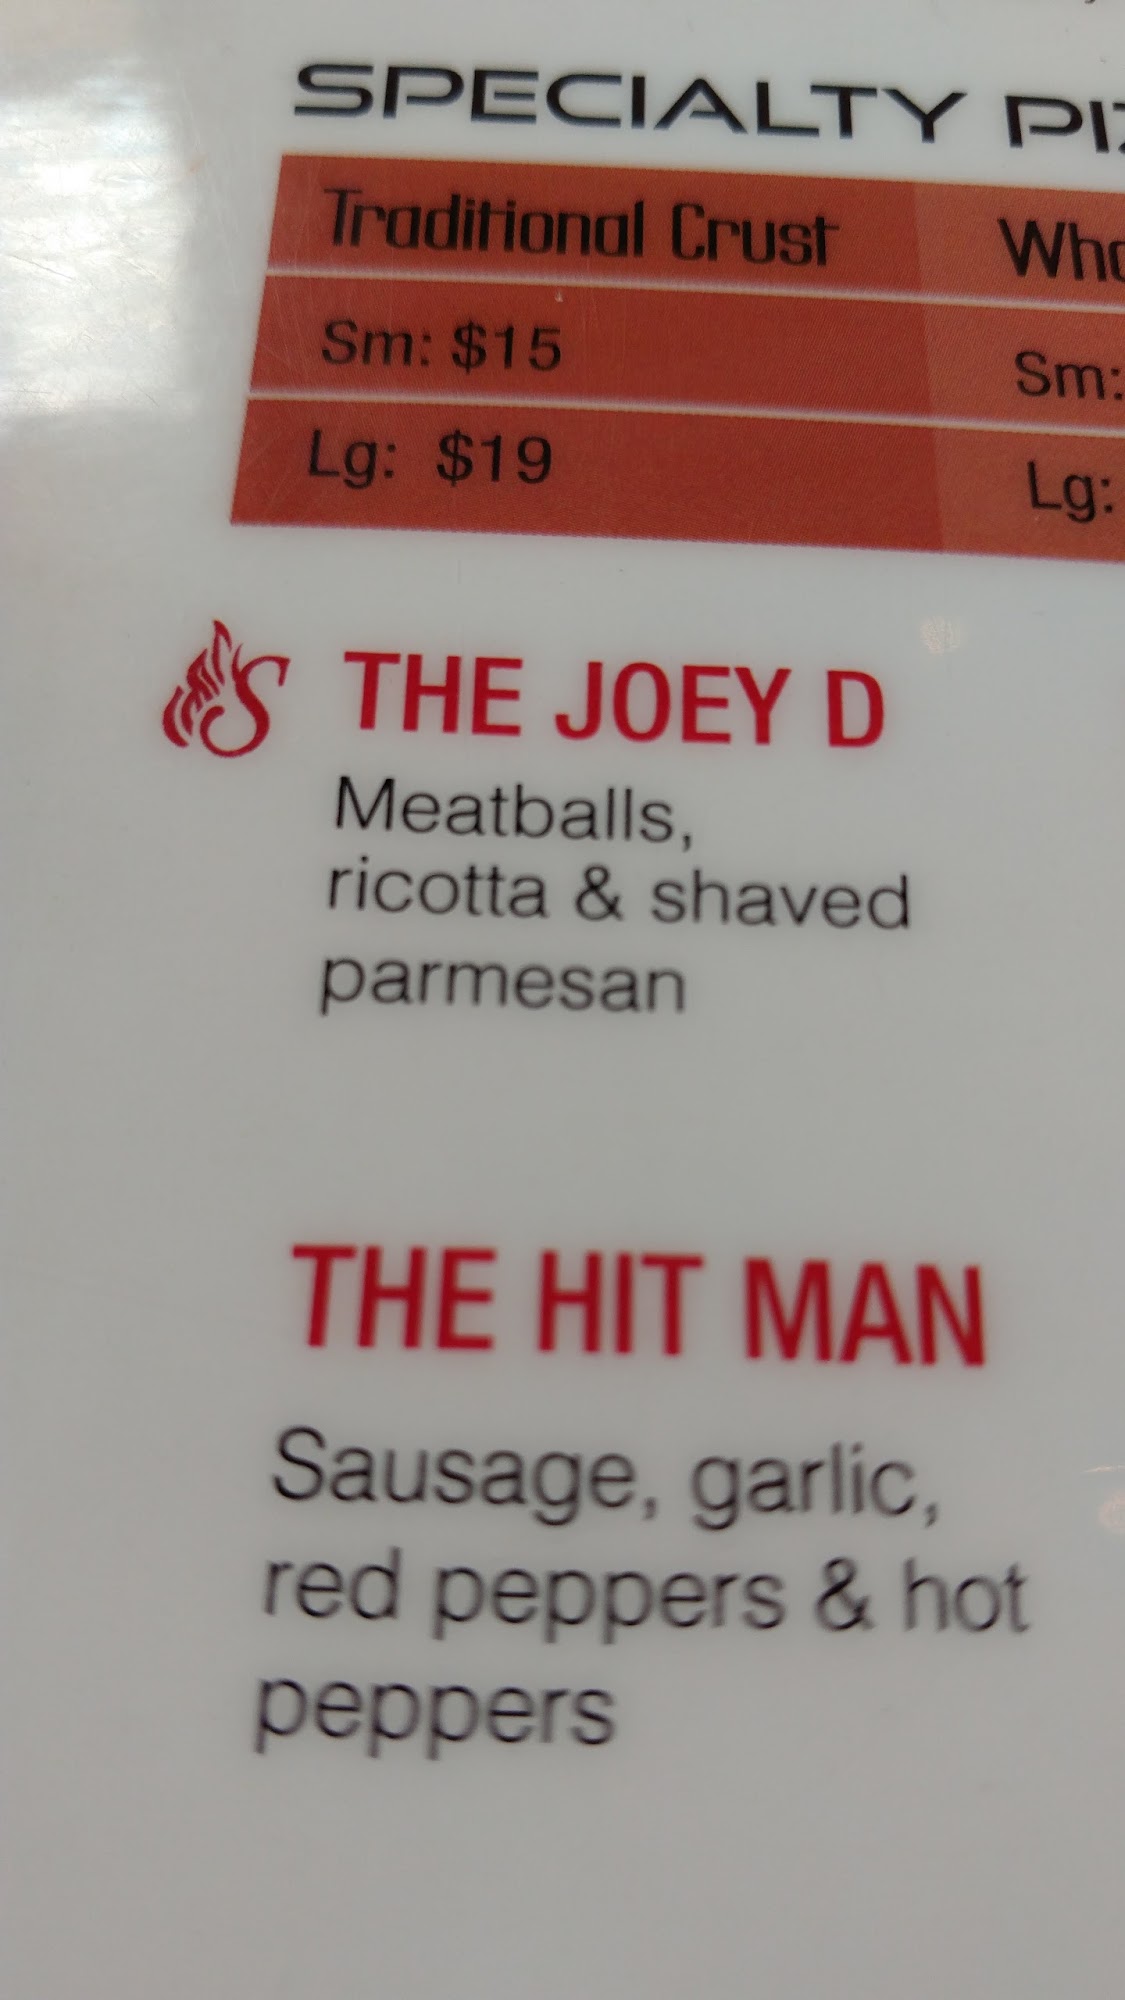 SPECIALTY
Traditional Crust
Sm: $15
Sm:
Lg: $19
Lg:
THE JOEY D
Meatballs,
ricotta & shaved
parmesan
THE HIT MAN
Sausage, garlic,
red peppers & hot
peppers